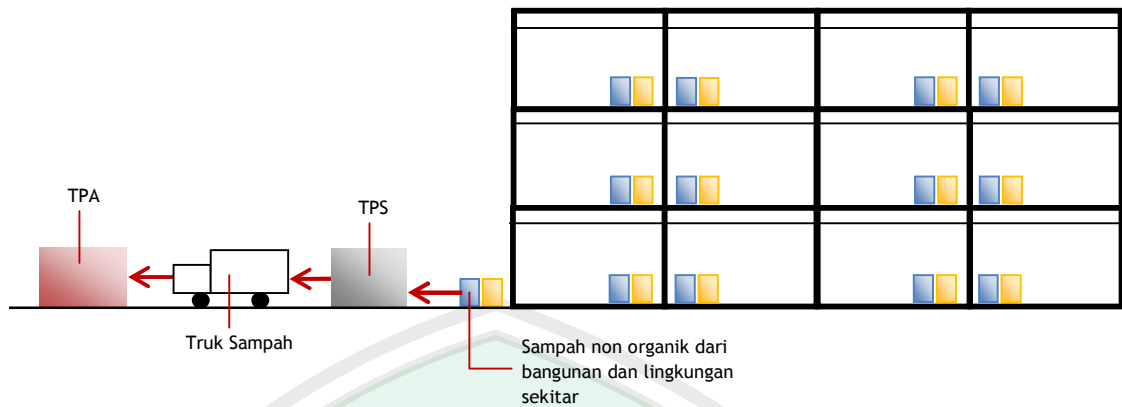 TPA
TPS
Truk Sampah
Sampah non organik dari
bangunan dan lingkungan
sekitar